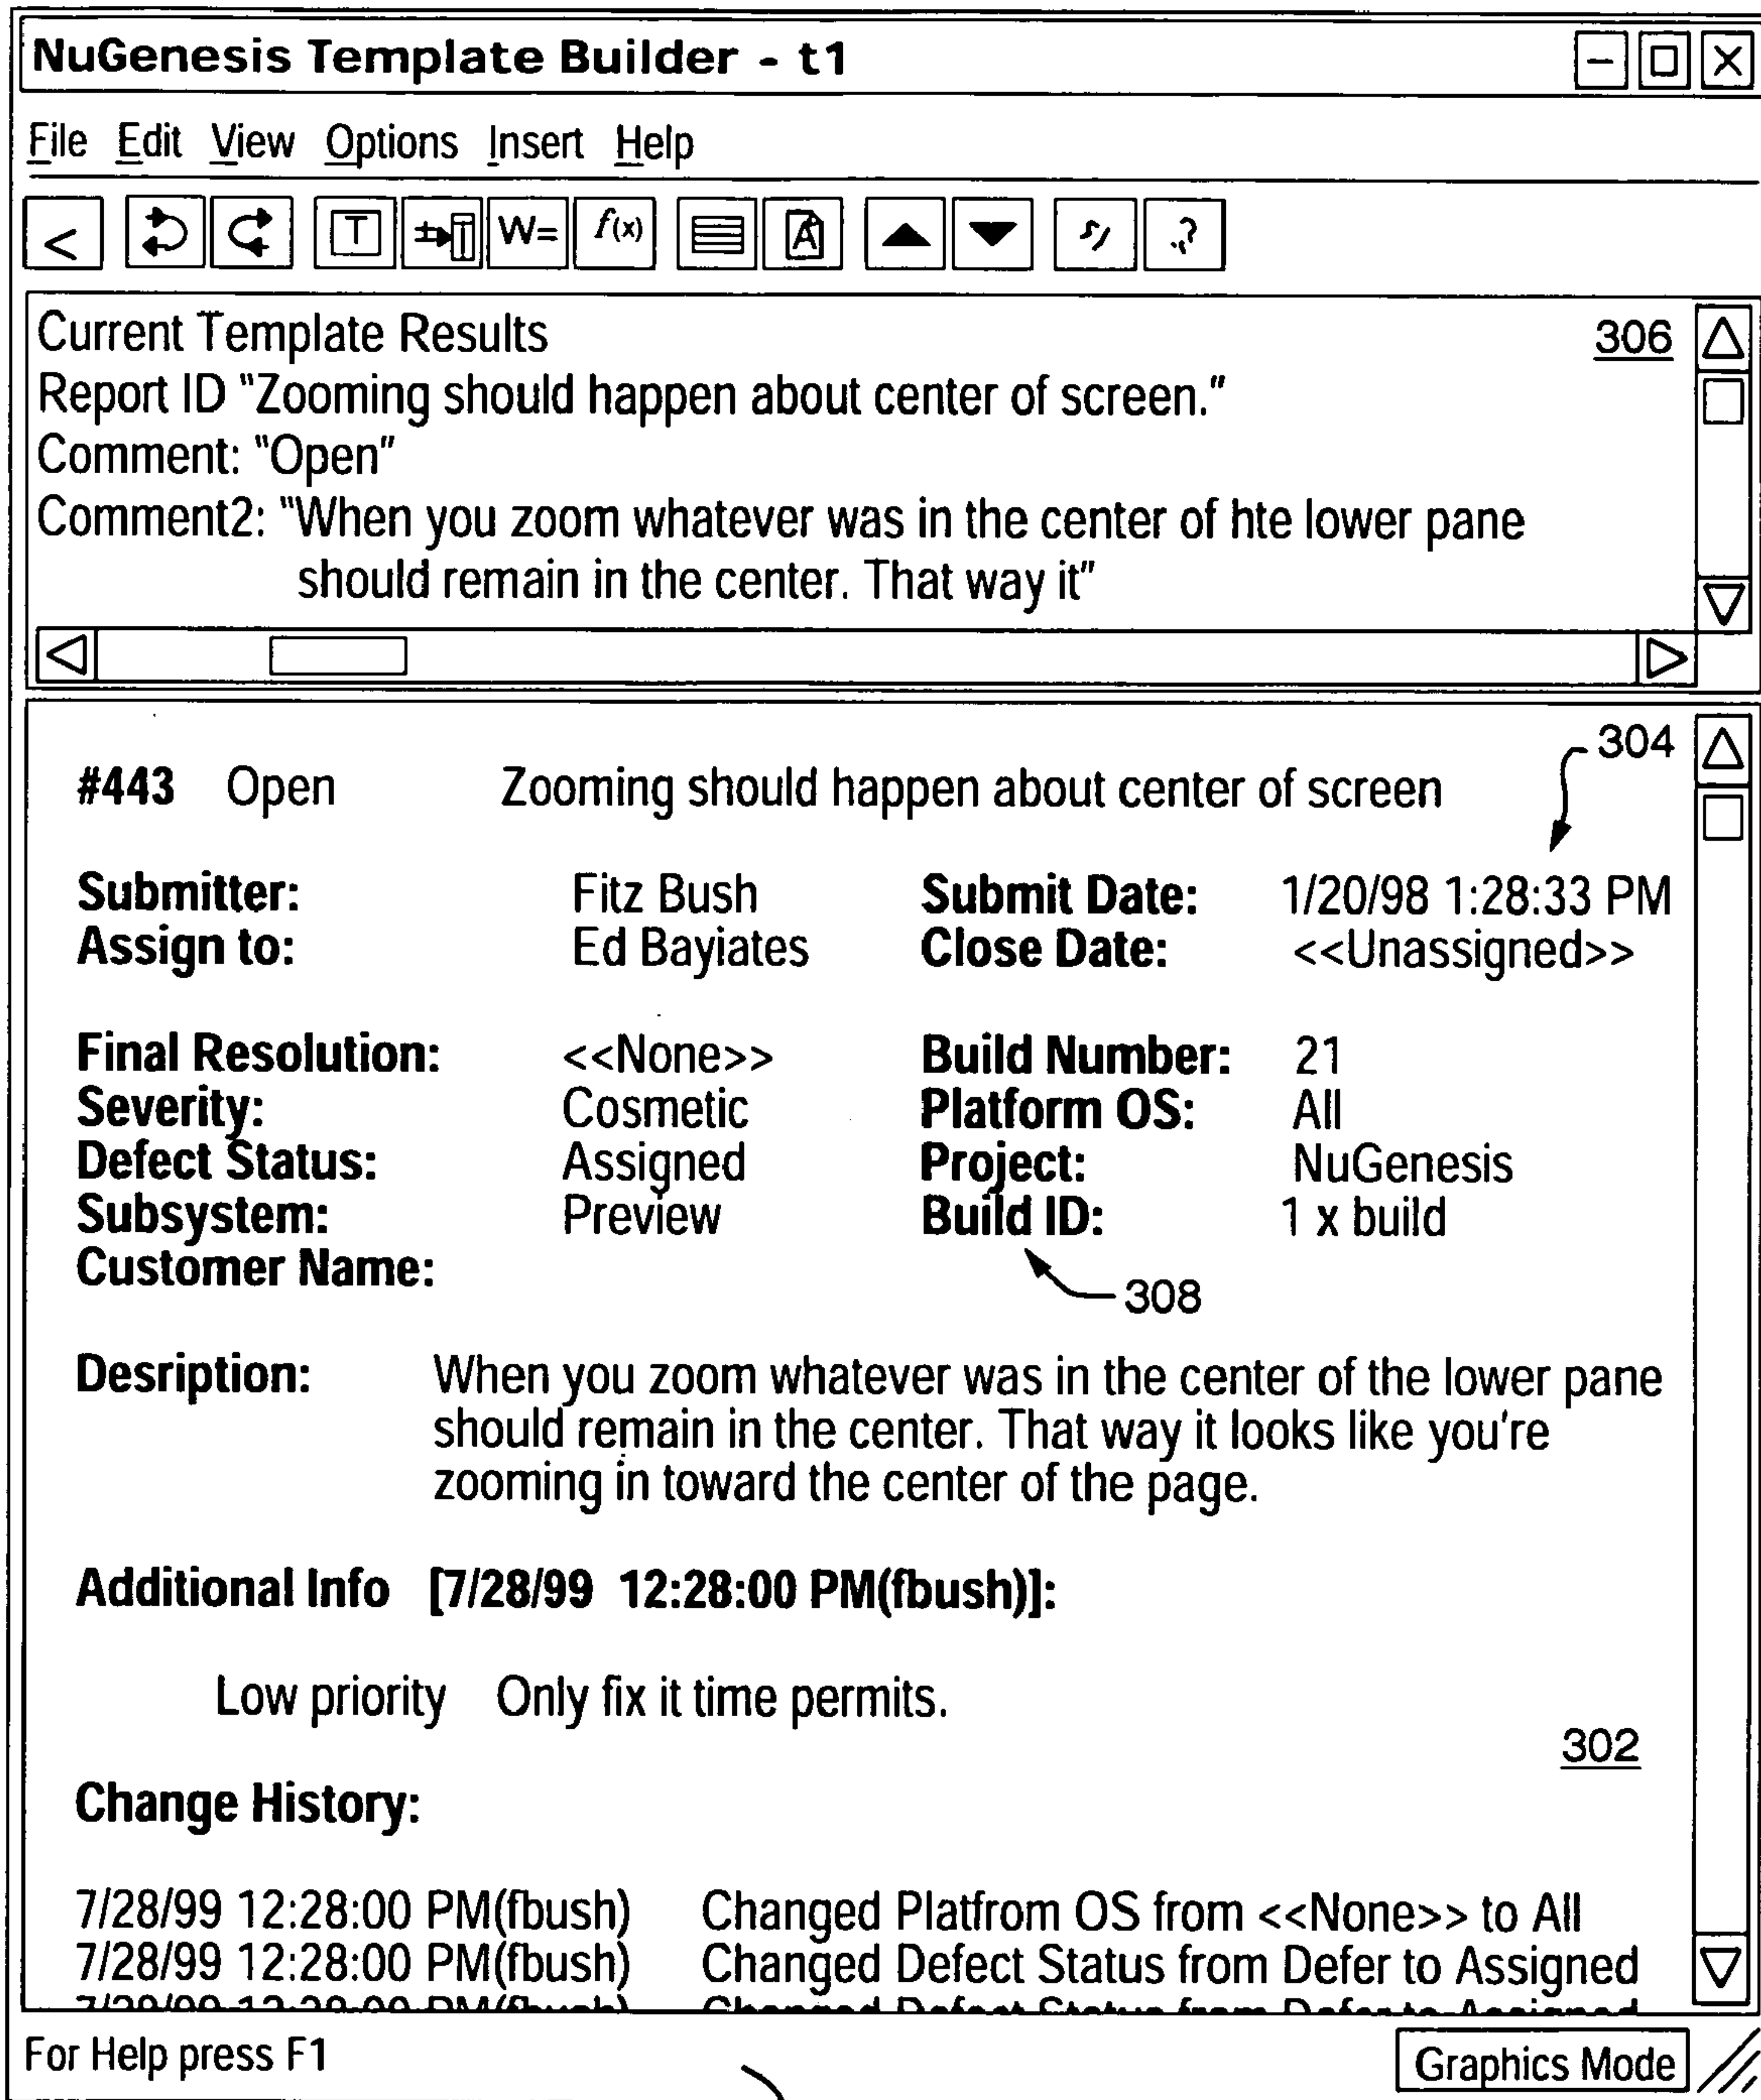 NuGenesis Template Builder - t1
File Edit View Options Insert Help
< T W= f(x) A
Current Template Results 306
Report ID "Zooming should happen about center of screen."
Comment: "Open"
Comment2: "When you zoom whatever was in the center of hte lower pane
should remain in the center. That way it"
304
#443 Open Zooming should happen about center of screen
Submitter: Fitz Bush Submit Date: 1/20/98 1:28:33 PM
Assign to: Ed Bayiates Close Date: <<Unassigned>>
Final Resolution: <<None>> Build Number: 21
Severity: Cosmetic Platform OS: All
Defect Status: Assigned Project: NuGenesis
Subsystem: Preview Build ID: 1 x build
Customer Name:
308
Desription: When you zoom whatever was in the center of the lower pane
should remain in the center. That way it looks like you're
zooming in toward the center of the page.
Additional Info [7/28/99 12:28:00 PM(fbush)]:
Low priority Only fix it time permits.
302
Change History:
7/28/99 12:28:00 PM(fbush) Changed Platfrom OS from <<None>> to All
7/28/99 12:28:00 PM(fbush) Changed Defect Status from Defer to Assigned
For Help press F1 Graphics Mode